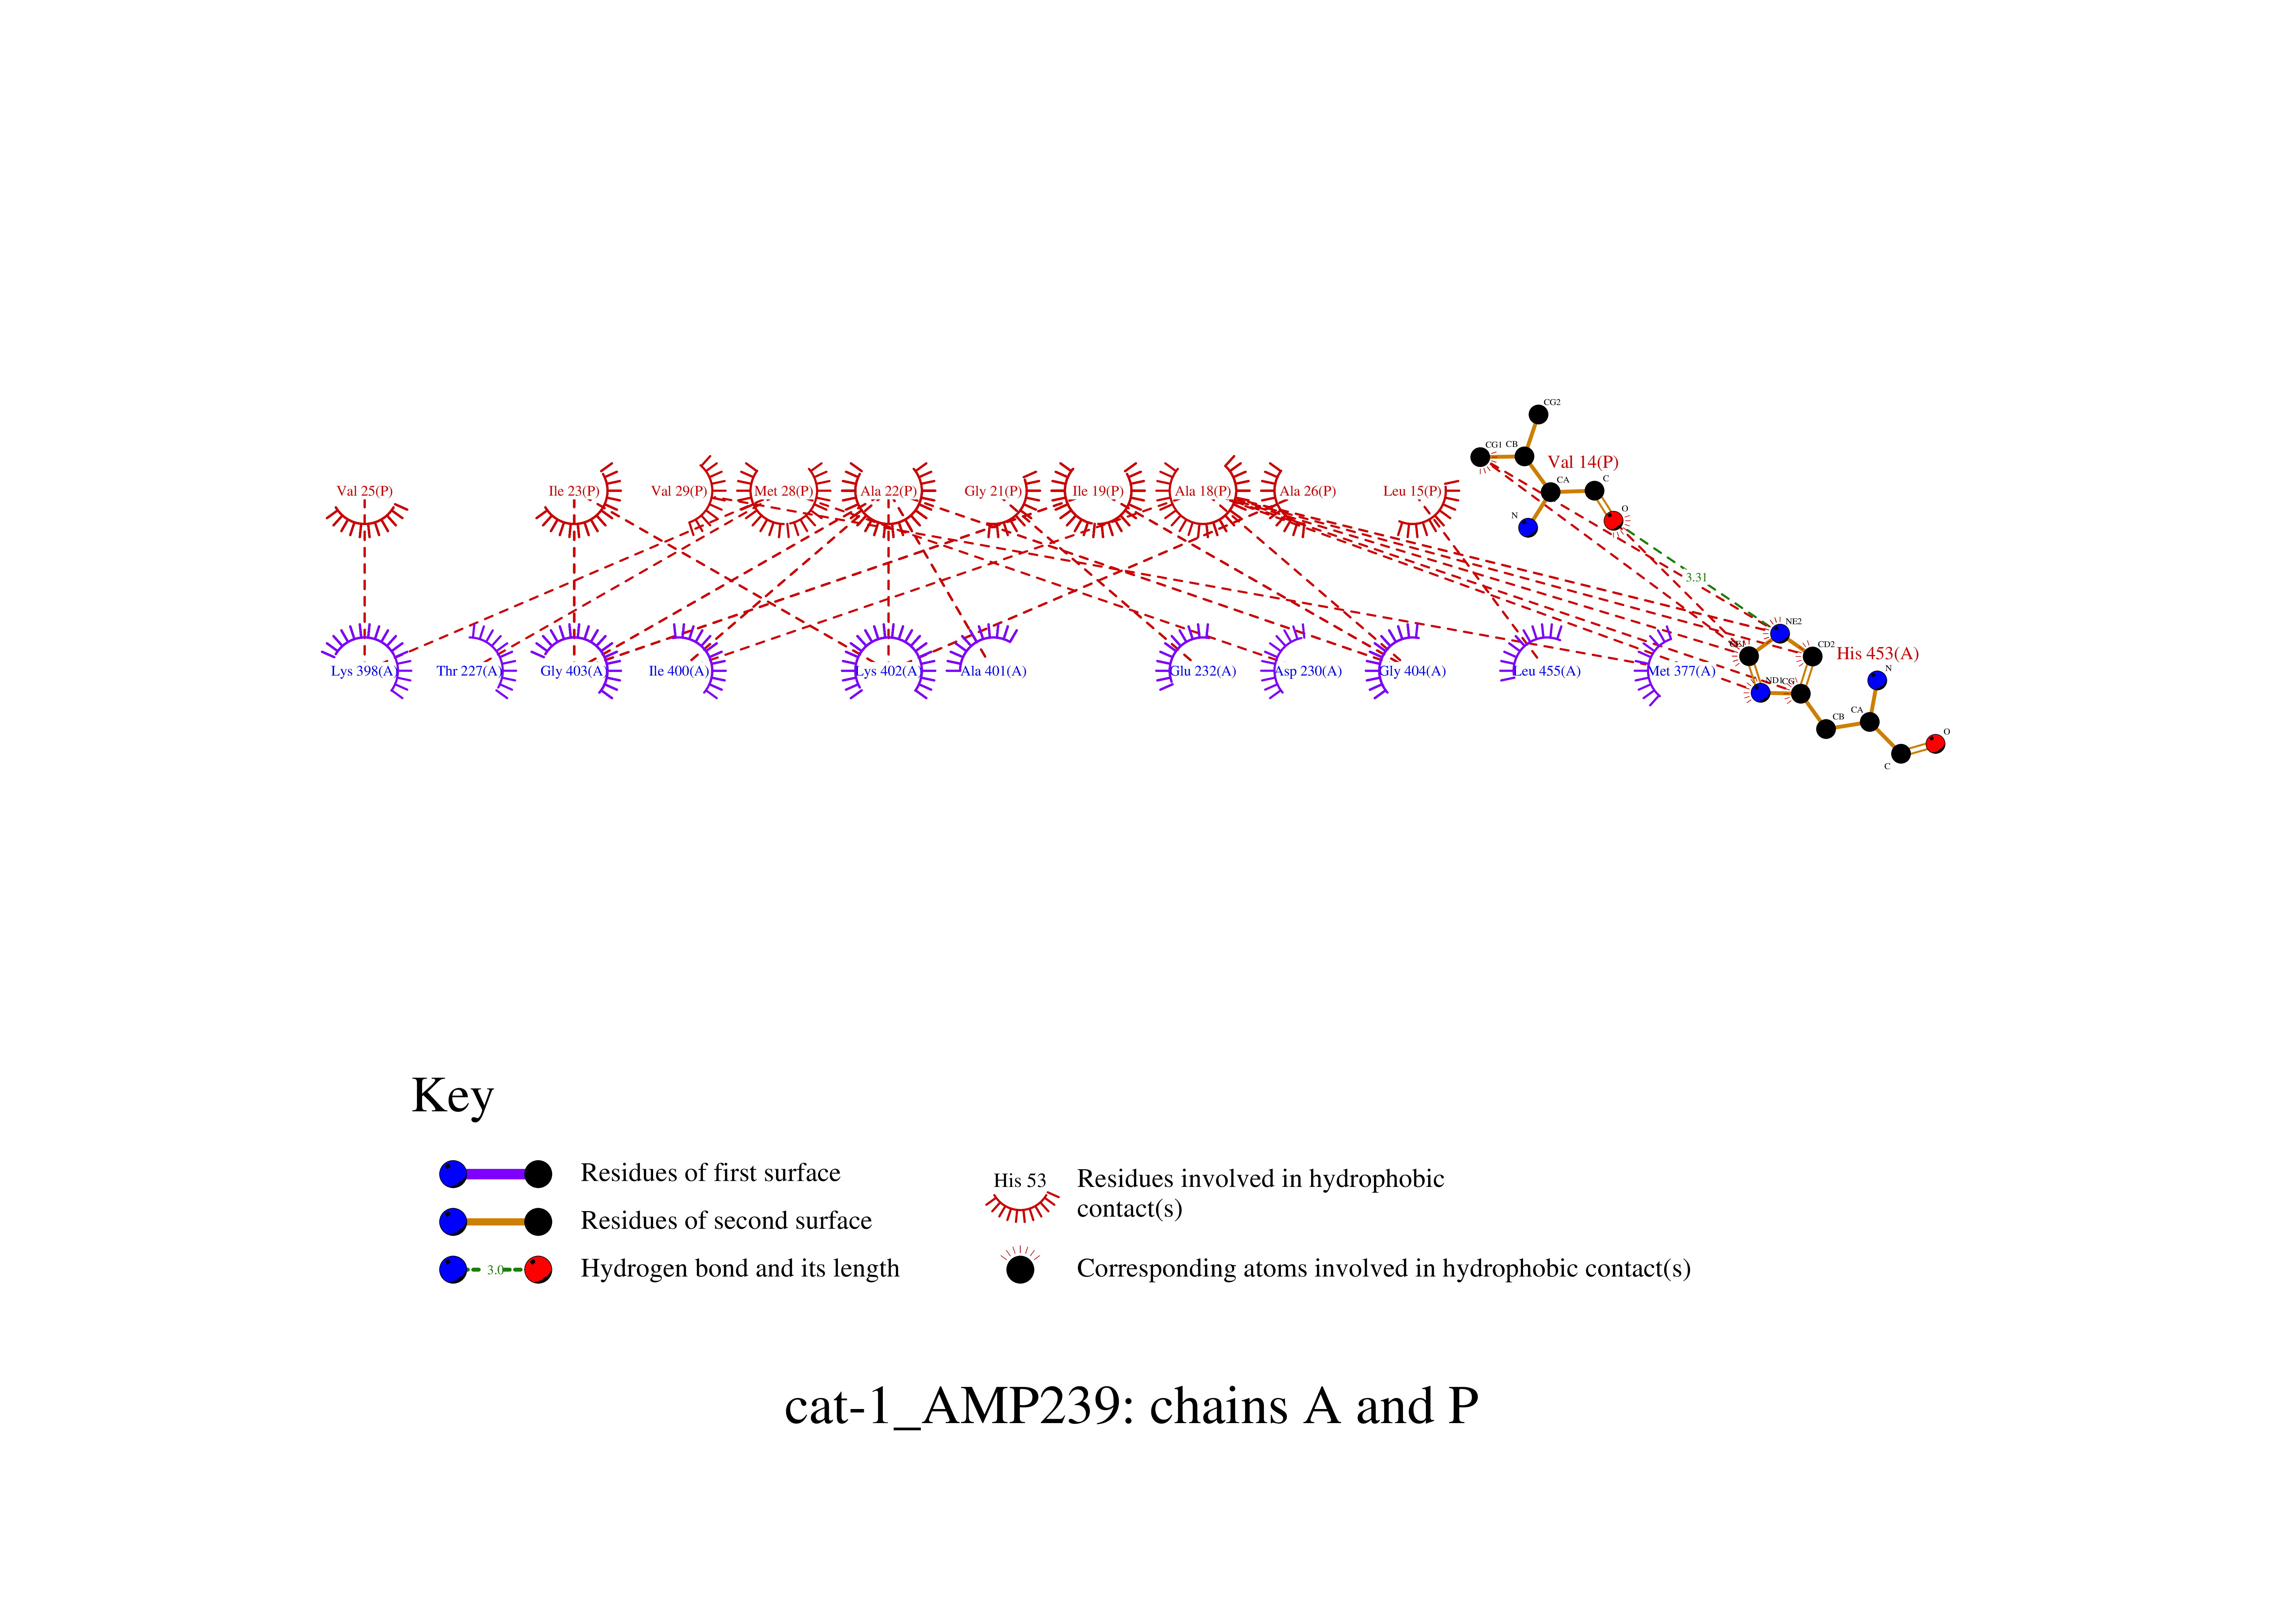 CG2
CG1 CB
Val 14(P)
CA
C
O
N
Val 25(P) Ile 23(P) Val 29(P) Met 28(P) Ala 22(P) Gly 21(P) Ile 19(P) Ala 18(P) Ala 26(P) Leu 15(P)
3.31
NE2
CD2
His 453(A)
Lys 398(A) Thr 227(A) Gly 403(A) Ile 400(A) Lys 402(A) Ala 401(A) Glu 232(A) Asp 230(A) Gly 404(A) Leu 455(A) Met 377(A)
ND1 CG
N
CA
CB
O
C
Key
Residues of first surface
Residues of second surface
3.0
Hydrogen bond and its length
His 53
Residues involved in hydrophobic
contact(s)
Corresponding atoms involved in hydrophobic contact(s)
cat-1_AMP239: chains A and P